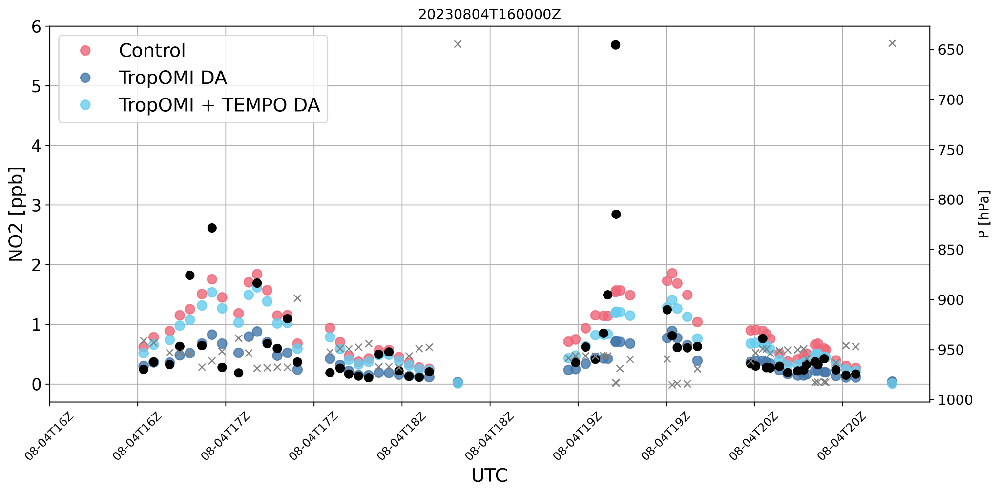 20230804T160000Z
6
5
4
3
2
1
0
NO2 [ppb]
Control
TropOMI DA
TropOMI + TEMPO DA
650
700
750
800
850
900
950
1000
P [hPa]
08-04T16Z
08-04T16Z
08-04T17Z
08-04T17Z
08-04T18Z
08-04T18Z
08-04T19Z
08-04T19Z
08-04T20Z
08-04T20Z
UTC